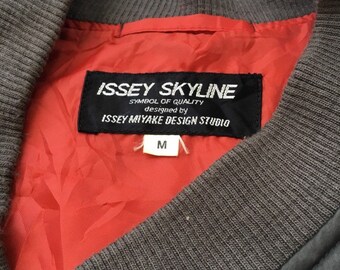 ISSEY SKYLINE
SYMBOL OF QUALITY
designed by
ISSEY MIYAKE DESIGN STUDIO
M